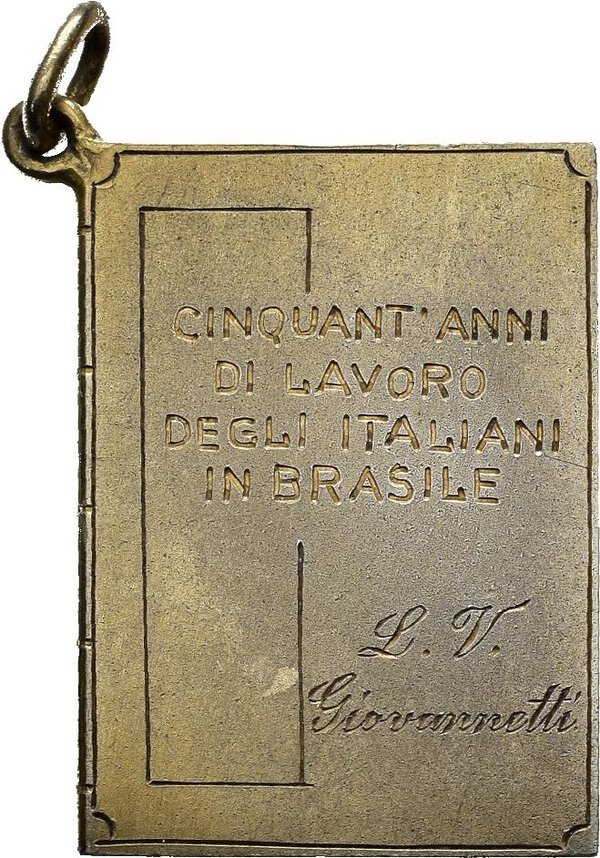 CINQUANT'ANNI
DI LAVORO
DEGLI ITALIANI
IN BRASILE
L. V.
Giovannetti